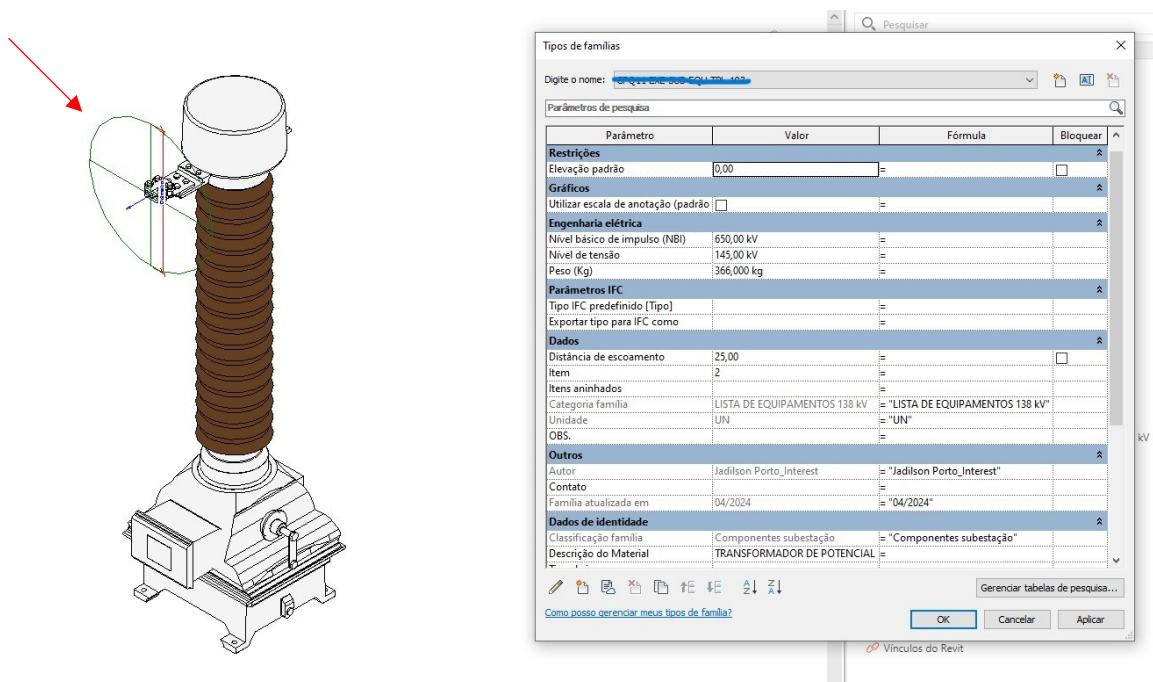 Pesquisar
Tipos de famílias
Digite o nome:
Parâmetros de pesquisa
Parâmetro Valor Fórmula Bloquear
Restrições
Elevação padrão 0,00 =
Gráficos
Utilizar escala de anotação (padrão =
Engenharia elétrica
Nível básico de impulso (NBI) 650,00 kV =
Nível de tensão 145,00 kV =
Peso (Kg) 366,000 kg =
Parâmetros IFC
Tipo IFC predefinido [Tipo] =
Exportar tipo para IFC como =
Dados
Distância de escoamento 25,00 =
Item 2 =
Itens aninhados =
Categoria família LISTA DE EQUIPAMENTOS 138 kV = "LISTA DE EQUIPAMENTOS 138 kV"
Unidade UN = "UN"
OBS. =
kV
Outros
Autor Jadilson Porto_Interest = "Jadilson Porto_Interest"
Contato =
Família atualizada em 04/2024 = "04/2024"
Dados de identidade
Classificação família Componentes subestação = "Componentes subestação"
Descrição do Material TRANSFORMADOR DE POTENCIAL =
Gerenciar tabelas de pesquisa...
Como posso gerenciar meus tipos de família?
OK Cancelar Aplicar
Vínculos do Revit